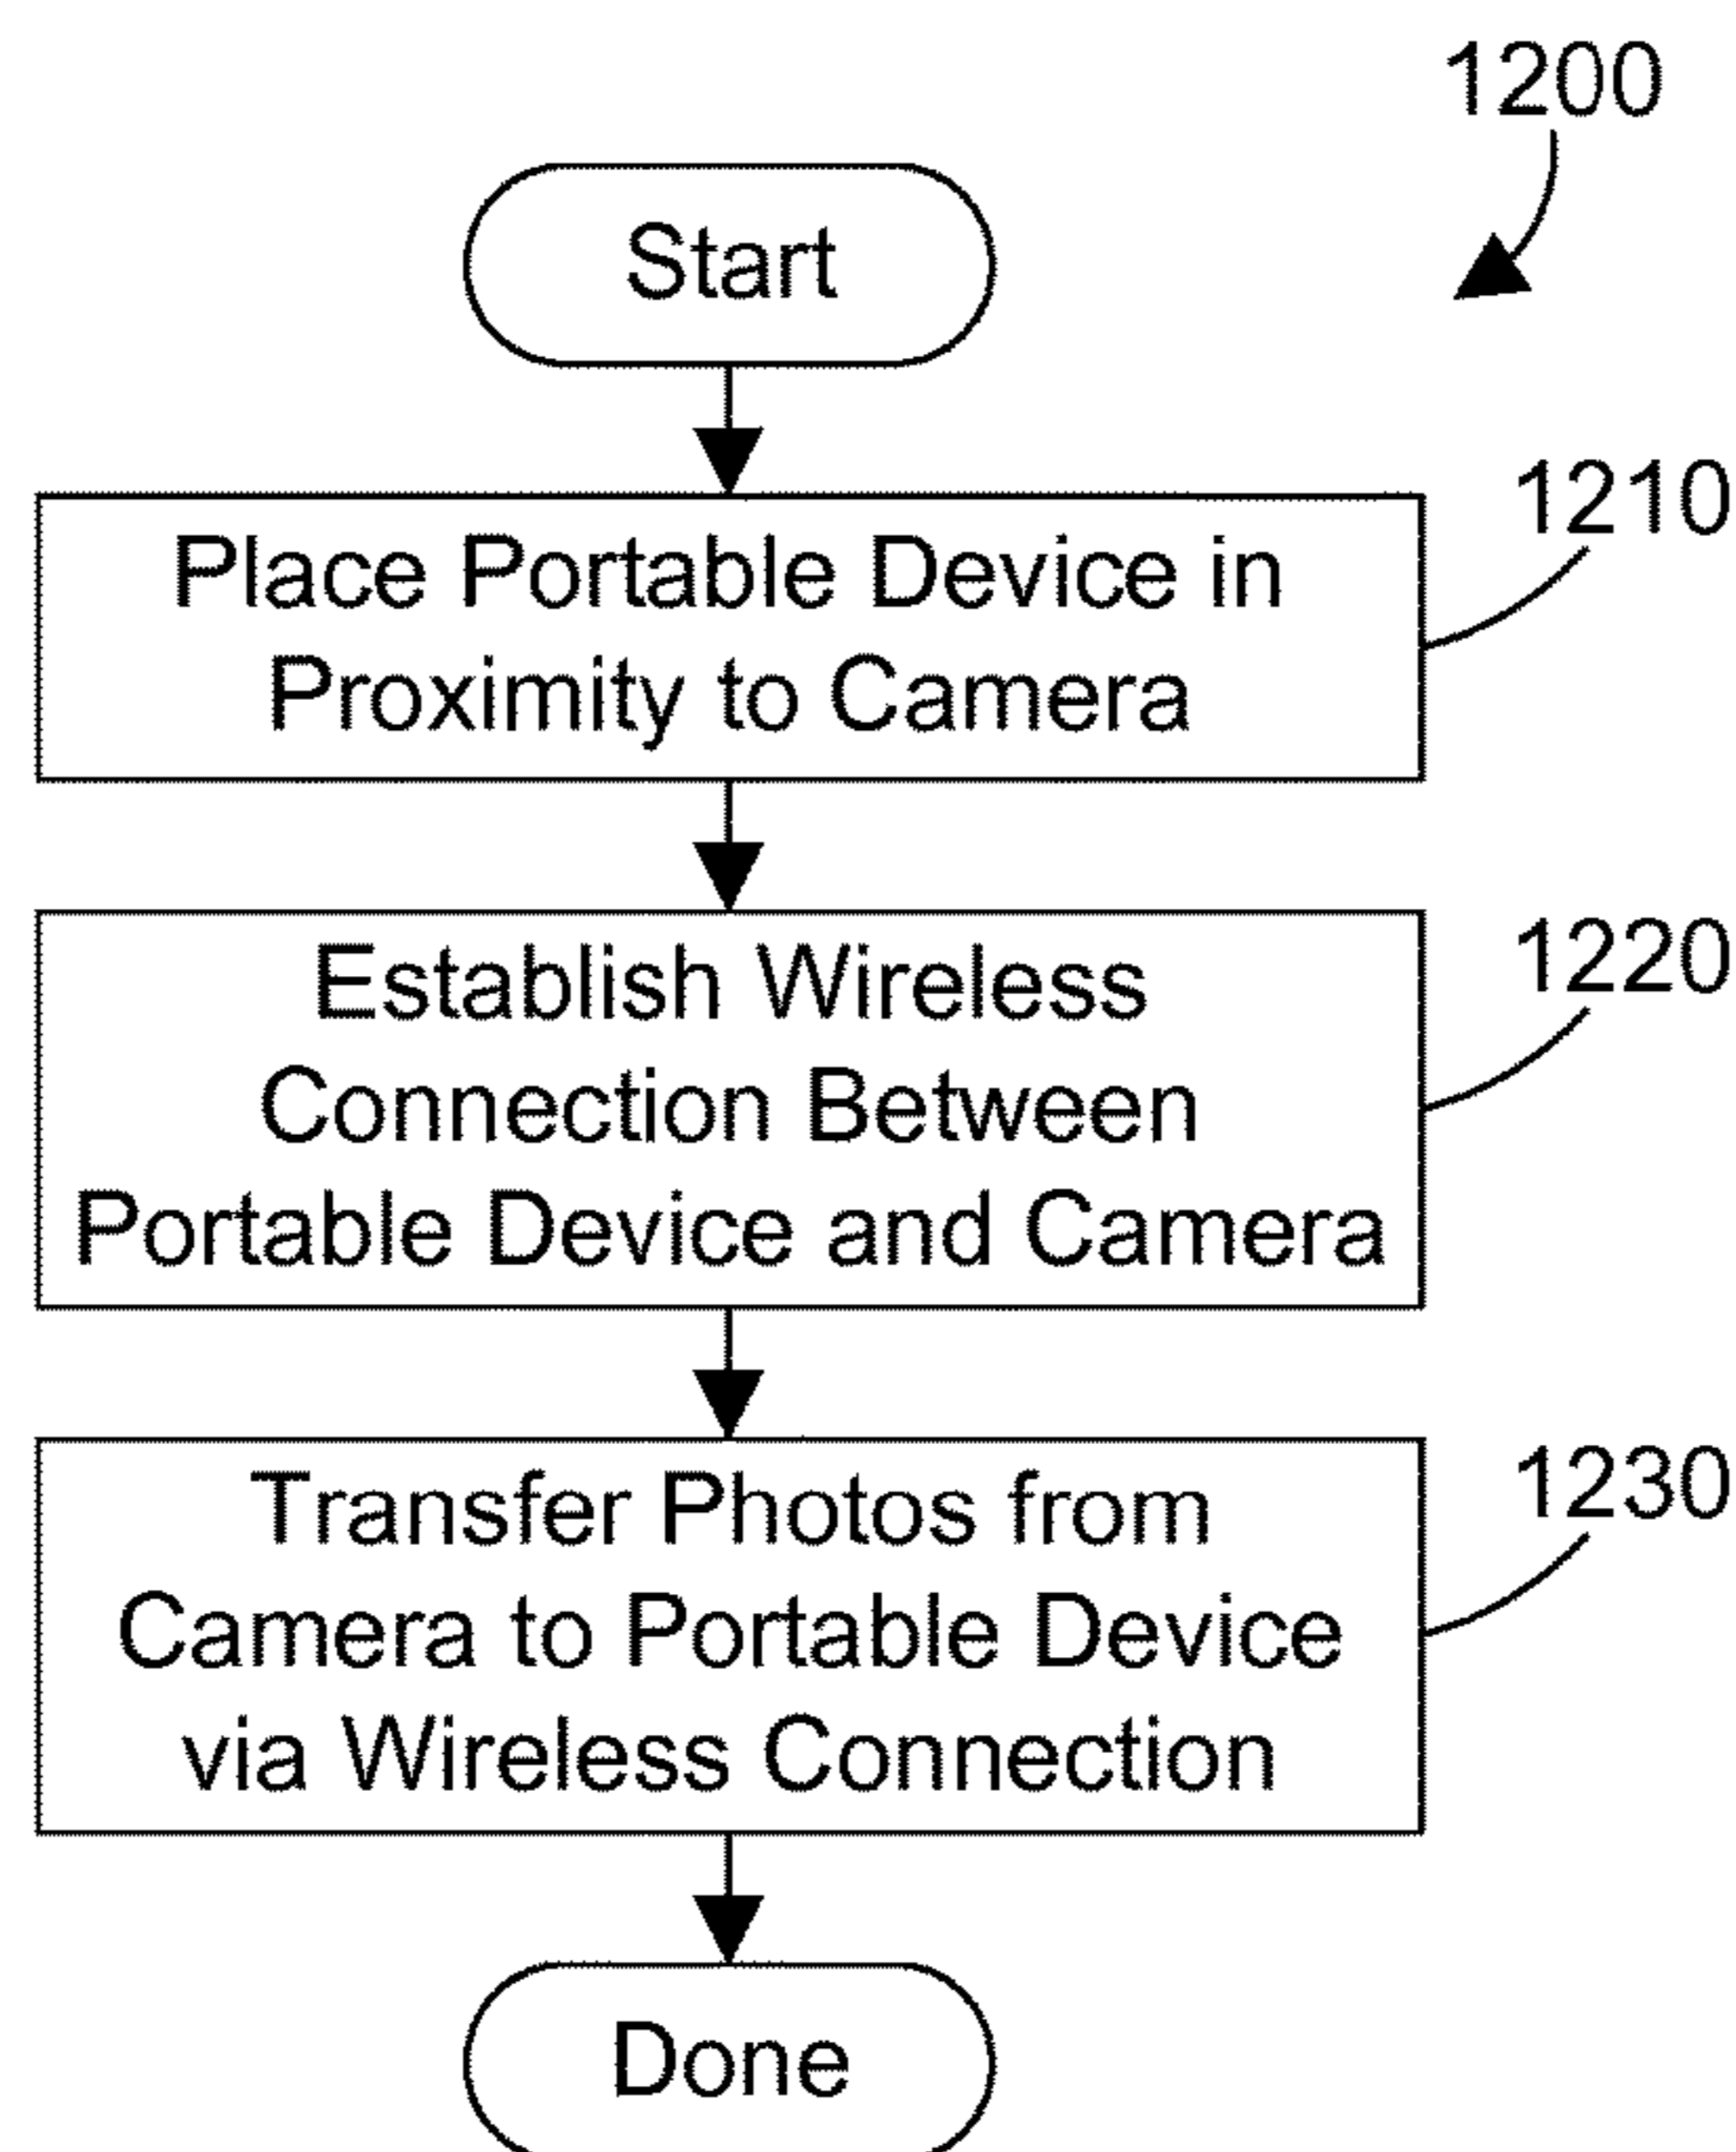 1200
Start
1210
Place Portable Device in
Proximity to Camera
1220
Establish Wireless
Connection Between
Portable Device and Camera
1230
Transfer Photos from
Camera to Portable Device
via Wireless Connection
Done